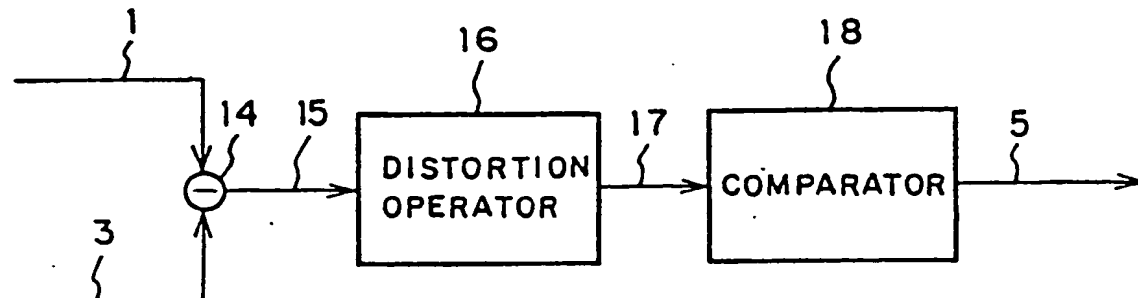 1
16
18
14
15
17
5
DISTORTION
OPERATOR
COMPARATOR
3